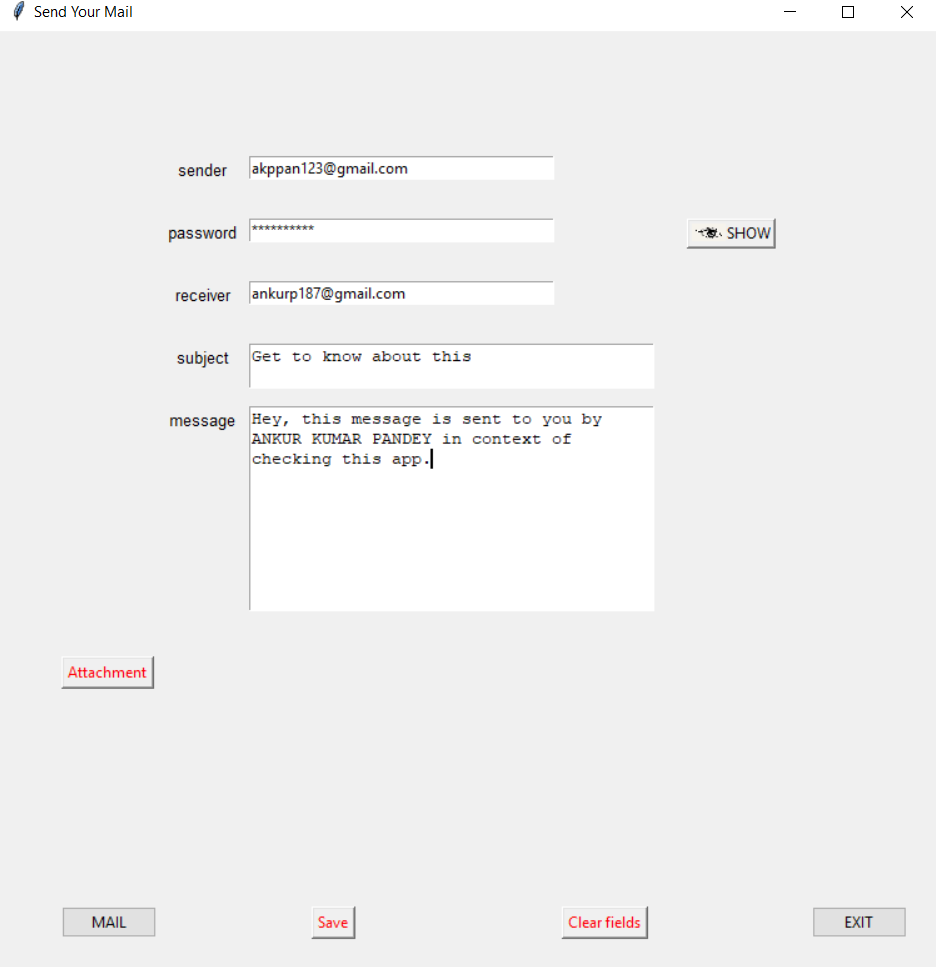 Send Your Mail
sender akppan123@gmail.com
password ********** SHOW
receiver ankurp187@gmail.com
subject Get to know about this
message Hey, this message is sent to you by
ANKUR KUMAR PANDEY in context of
checking this app.
Attachment
MAIL Save Clear fields EXIT